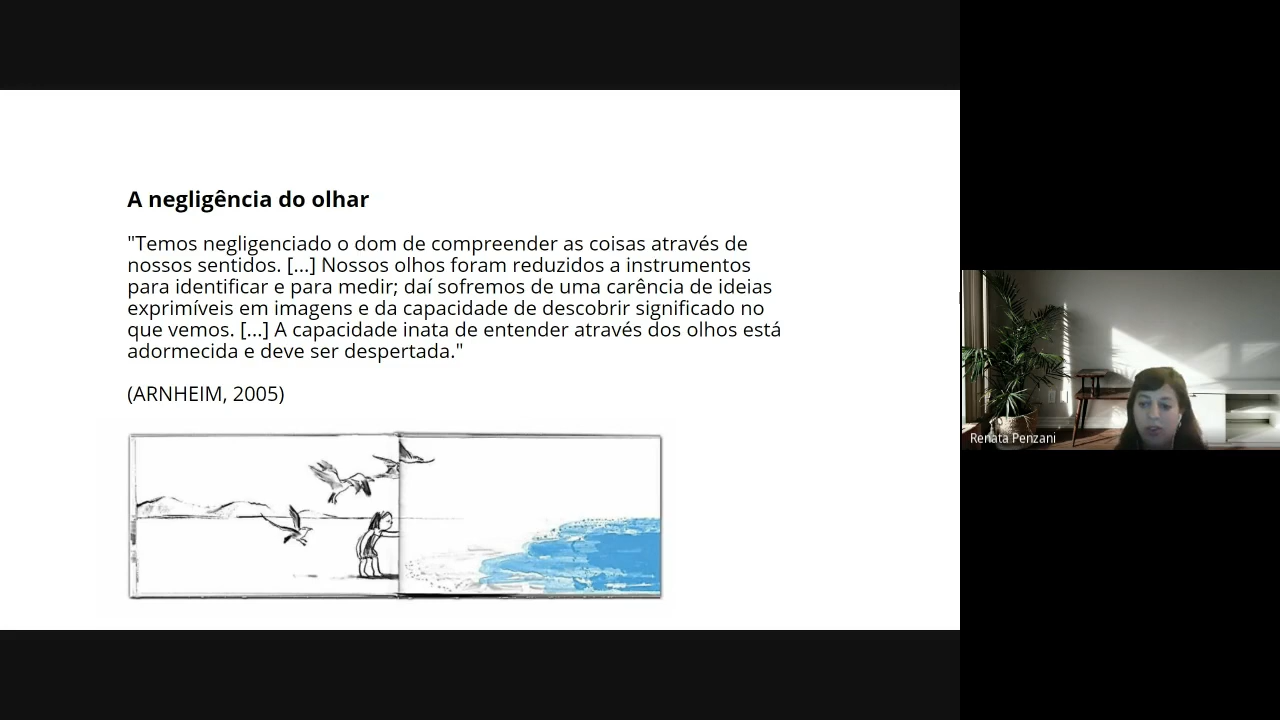 A negligência do olhar
"Temos negligenciado o dom de compreender as coisas através de
nossos sentidos. [...] Nossos olhos foram reduzidos a instrumentos
para identificar e para medir; daí sofremos de uma carência de ideias
exprimíveis em imagens e da capacidade de descobrir significado no
que vemos. [...] A capacidade inata de entender através dos olhos está
adormecida e deve ser despertada."
(ARNHEIM, 2005)
Renata Penzani